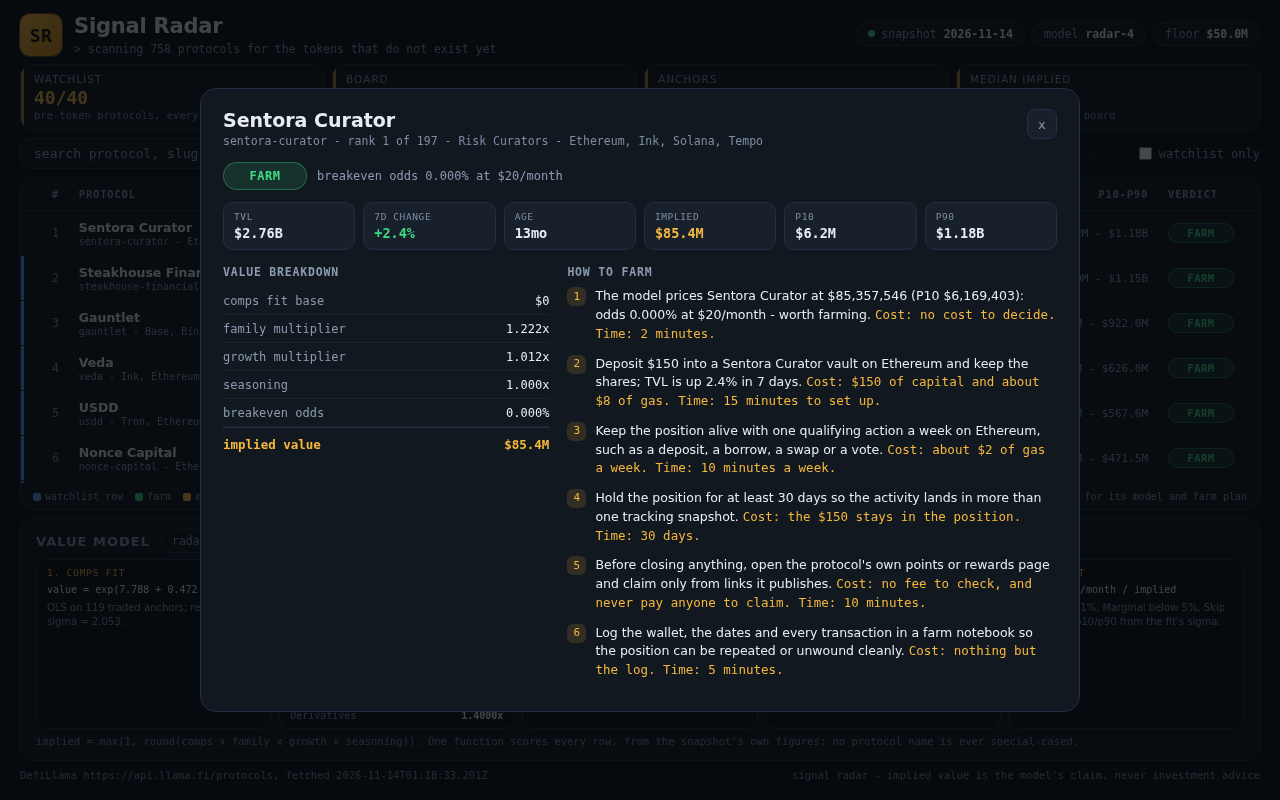 SR
Signal Radar
> scanning 758 protocols for the tokens that do not exist yet
snapshot 2026-11-14
model radar-4
floor $50.0M
WATCHLIST
40/40
pre-token protocols, every
BOARD
ANCHORS
MEDIAN IMPLIED
board
search protocol, slug
watchlist only
# PROTOCOL
P10-P90 VERDICT
1 Sentora Curator
sentora-curator - Et
M - $1.18B FARM
2 Steakhouse Finan
steakhouse-financial
M - $1.15B FARM
3 Gauntlet
gauntlet - Base, Bin
- $922.0M FARM
4 Veda
veda - Ink, Ethereum
- $626.0M FARM
5 USDD
usdd - Tron, Ethereu
- $567.6M FARM
6 Nonce Capital
nonce-capital - Ethe
- $471.5M FARM
watchlist row farm
for its model and farm plan
Sentora Curator
sentora-curator - rank 1 of 197 - Risk Curators - Ethereum, Ink, Solana, Tempo
x
FARM
breakeven odds 0.000% at $20/month
TVL
$2.76B
7D CHANGE
+2.4%
AGE
13mo
IMPLIED
$85.4M
P10
$6.2M
P90
$1.18B
VALUE BREAKDOWN
comps fit base $0
family multiplier 1.222x
growth multiplier 1.012x
seasoning 1.000x
breakeven odds 0.000%
implied value $85.4M
HOW TO FARM
1 The model prices Sentora Curator at $85,357,546 (P10 $6,169,403):
odds 0.000% at $20/month - worth farming. Cost: no cost to decide.
Time: 2 minutes.
2 Deposit $150 into a Sentora Curator vault on Ethereum and keep the
shares; TVL is up 2.4% in 7 days. Cost: $150 of capital and about
$8 of gas. Time: 15 minutes to set up.
3 Keep the position alive with one qualifying action a week on Ethereum,
such as a deposit, a borrow, a swap or a vote. Cost: about $2 of gas
a week. Time: 10 minutes a week.
4 Hold the position for at least 30 days so the activity lands in more than
one tracking snapshot. Cost: the $150 stays in the position.
Time: 30 days.
5 Before closing anything, open the protocol's own points or rewards page
and claim only from links it publishes. Cost: no fee to check, and
never pay anyone to claim. Time: 10 minutes.
6 Log the wallet, the dates and every transaction in a farm notebook so
the position can be repeated or unwound cleanly. Cost: nothing but
the log. Time: 5 minutes.
VALUE MODEL
rada
1. COMPS FIT
value = exp(7.788 + 0.472
OLS on 119 traded anchors; re
sigma = 2.053.
Derivatives 1.4000x
/month / implied
1%, Marginal below 5%, Skip
p10/p90 from the fit's sigma.
implied = max(1, round(comps x family x growth x seasoning)). One function scores every row, from the snapshot's own figures; no protocol name is ever special-cased.
DefiLlama https://api.llama.fi/protocols, fetched 2026-11-14T01:18:33.201Z
signal radar - implied value is the model's claim, never investment advice